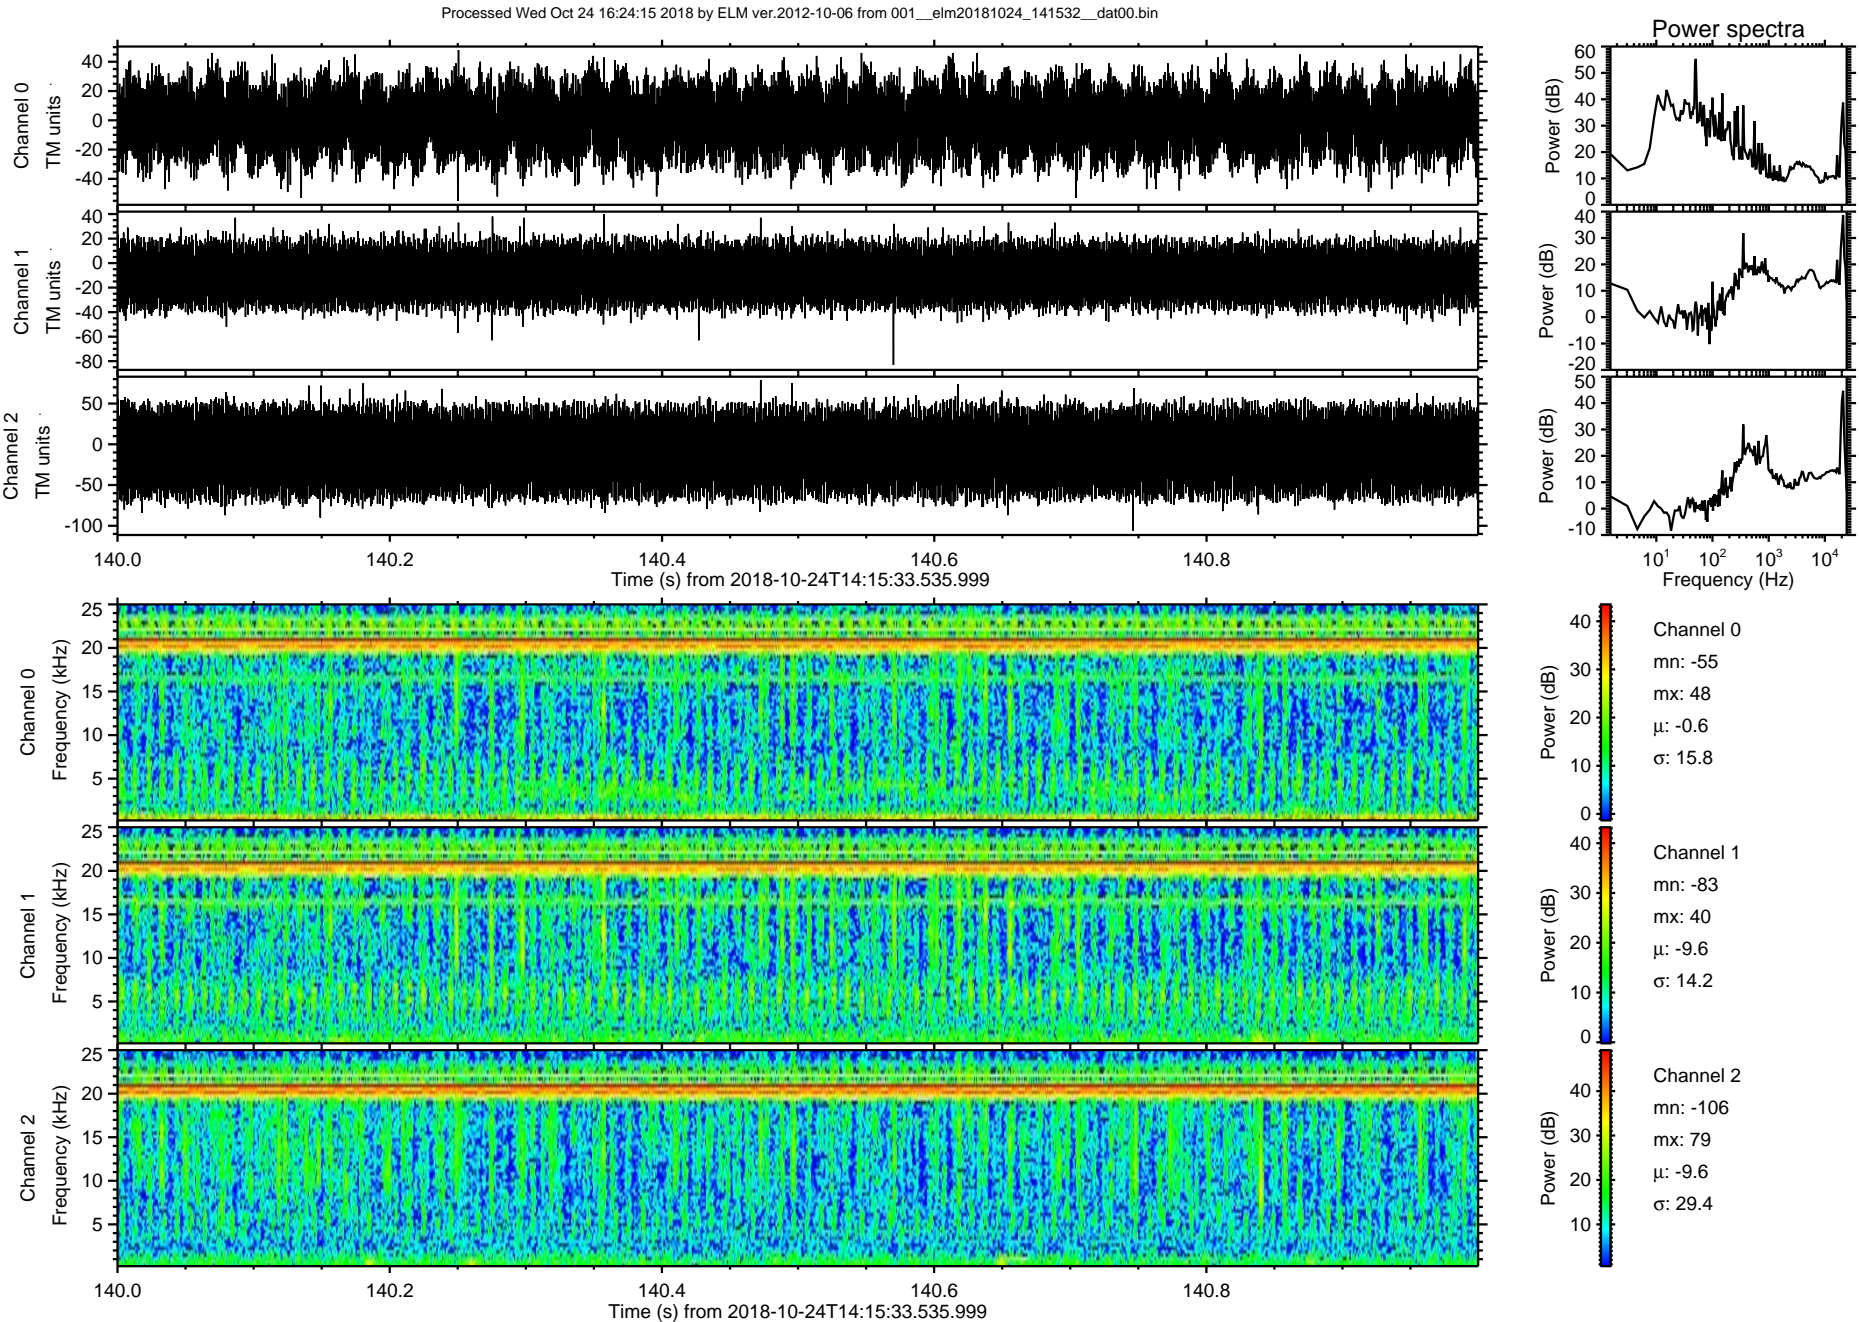 Processed Wed Oct 24 16:24:15 2018 by ELM ver.2012-10-06 from 001__elm20181024_141532__dat00.bin
Power spectra
Channel 0
TM units
40
20
0
-20
-40
Power (dB)
60
50
40
30
20
10
0
Channel 1
TM units
40
20
0
-20
-40
-60
-80
Power (dB)
40
30
20
10
0
-10
-20
Channel 2
TM units
50
0
-50
-100
Power (dB)
50
40
30
20
10
0
-10
140.0 140.2 140.4 140.6 140.8
Time (s) from 2018-10-24T14:15:33.535.999
10¹ 10² 10³ 10⁴
Frequency (Hz)
Channel 0
Frequency (kHz)
25
20
15
10
5
Power (dB)
40
30
20
10
0
Channel 0
mn: -55
mx: 48
μ: -0.6
σ: 15.8
Channel 1
Frequency (kHz)
25
20
15
10
5
Power (dB)
40
30
20
10
0
Channel 1
mn: -83
mx: 40
μ: -9.6
σ: 14.2
Channel 2
Frequency (kHz)
25
20
15
10
5
Power (dB)
40
30
20
10
Channel 2
mn: -106
mx: 79
μ: -9.6
σ: 29.4
140.0 140.2 140.4 140.6 140.8
Time (s) from 2018-10-24T14:15:33.535.999